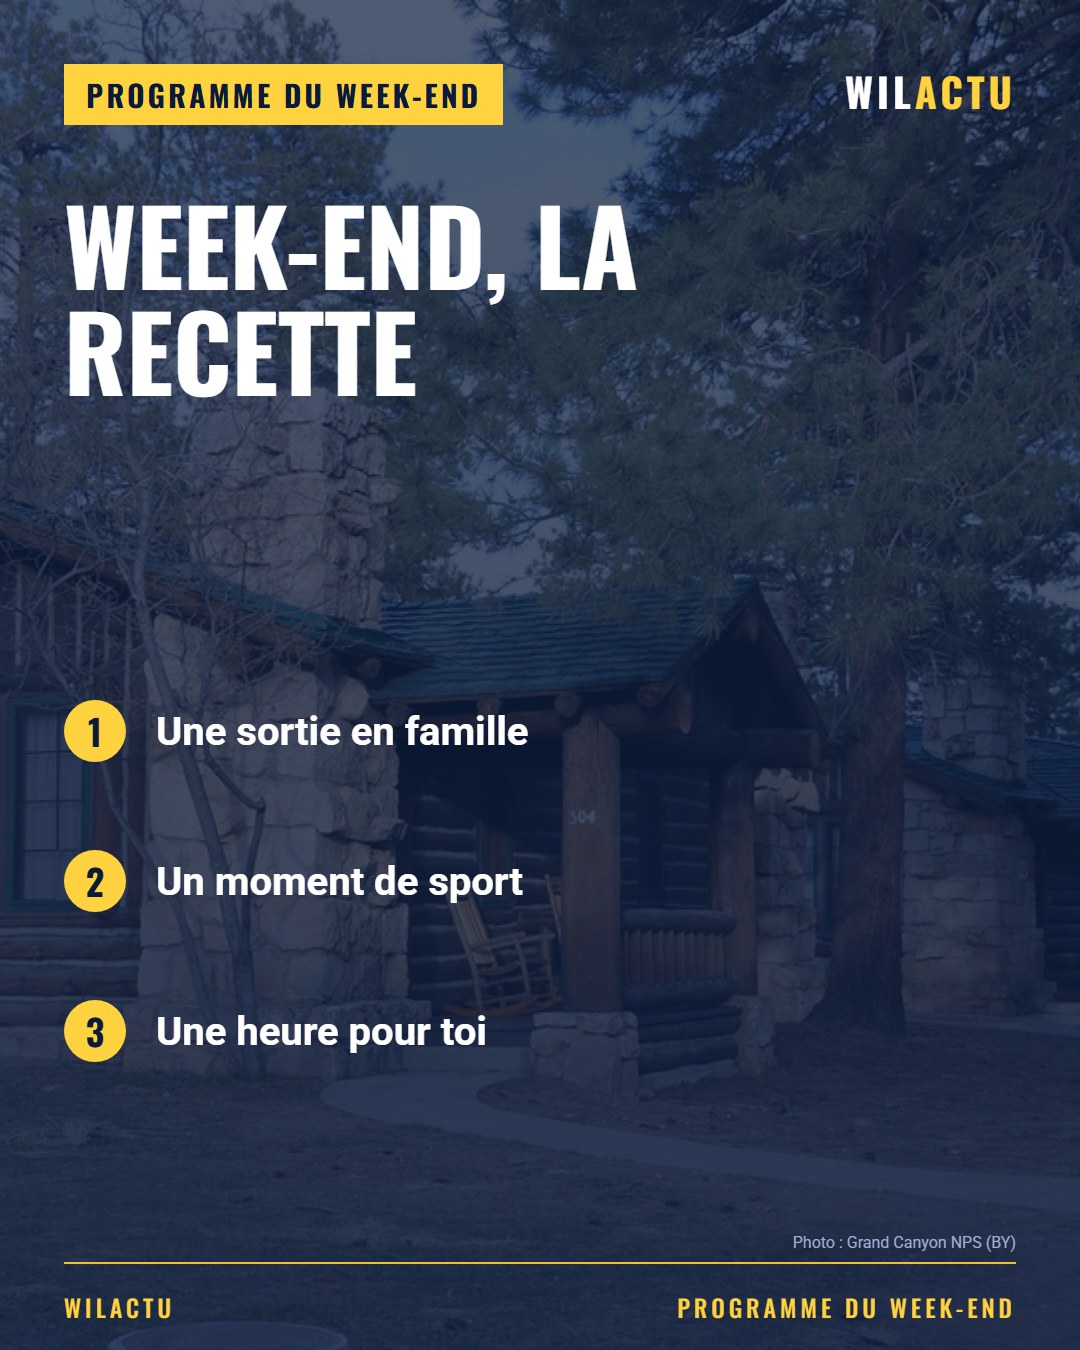 PROGRAMME DU WEEK-END
WILACTU
WEEK-END, LA
RECETTE
1 Une sortie en famille
304
2 Un moment de sport
3 Une heure pour toi
Photo : Grand Canyon NPS (BY)
WILACTU
PROGRAMME DU WEEK-END